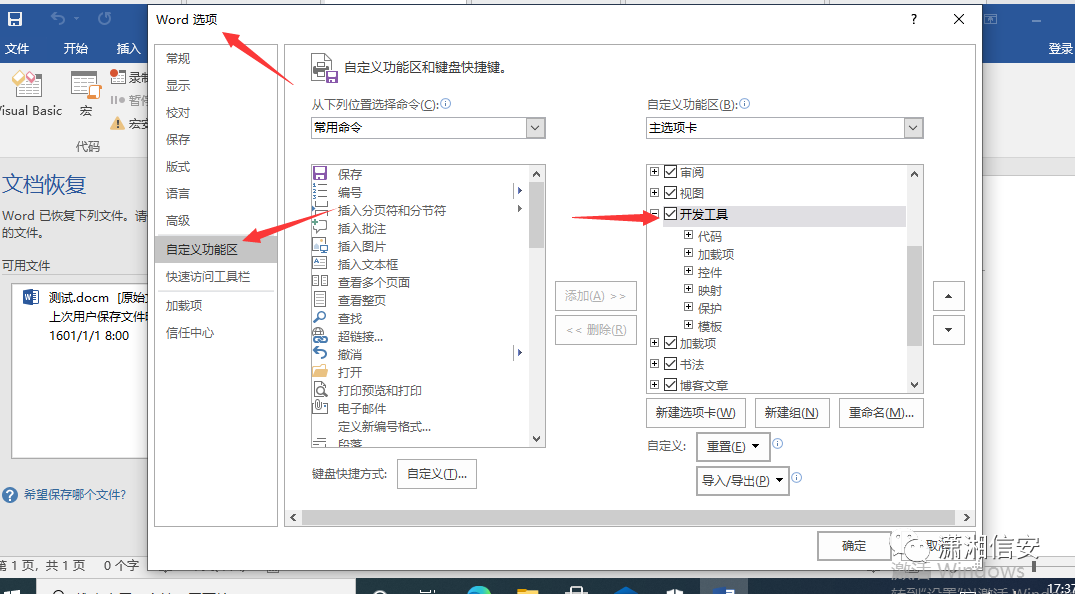 Word 选项
?
文件
开始
插入
登录
isual Basic
宏
录制
暂停
宏安
代码
文档恢复
Word 已恢复下列文件。请
的文件。
可用文件
测试.docm [原始文
上次用户保存文件时
1601/1/1 8:00
希望保存哪个文件?
第 1 页，共 1 页
0 个字
常规
显示
校对
保存
版式
语言
高级
自定义功能区
快速访问工具栏
加载项
信任中心
自定义功能区和键盘快捷键。
从下列位置选择命令(C):
常用命令
保存
编号
插入分页符和分节符
插入批注
插入图片
插入文本框
查看多个页面
查看整页
查找
超链接...
撤消
打开
打印预览和打印
电子邮件
定义新编号格式...
段落
键盘快捷方式:
自定义(T)...
添加(A) >>
<< 删除(R)
自定义功能区(B):
主选项卡
审阅
视图
开发工具
代码
加载项
控件
映射
保护
模板
加载项
书法
博客文章
新建选项卡(W)
新建组(N)
重命名(M)...
自定义:
重置(E)
导入/导出(P)
确定
取消
潇湘信安
激活 Windows
17:37